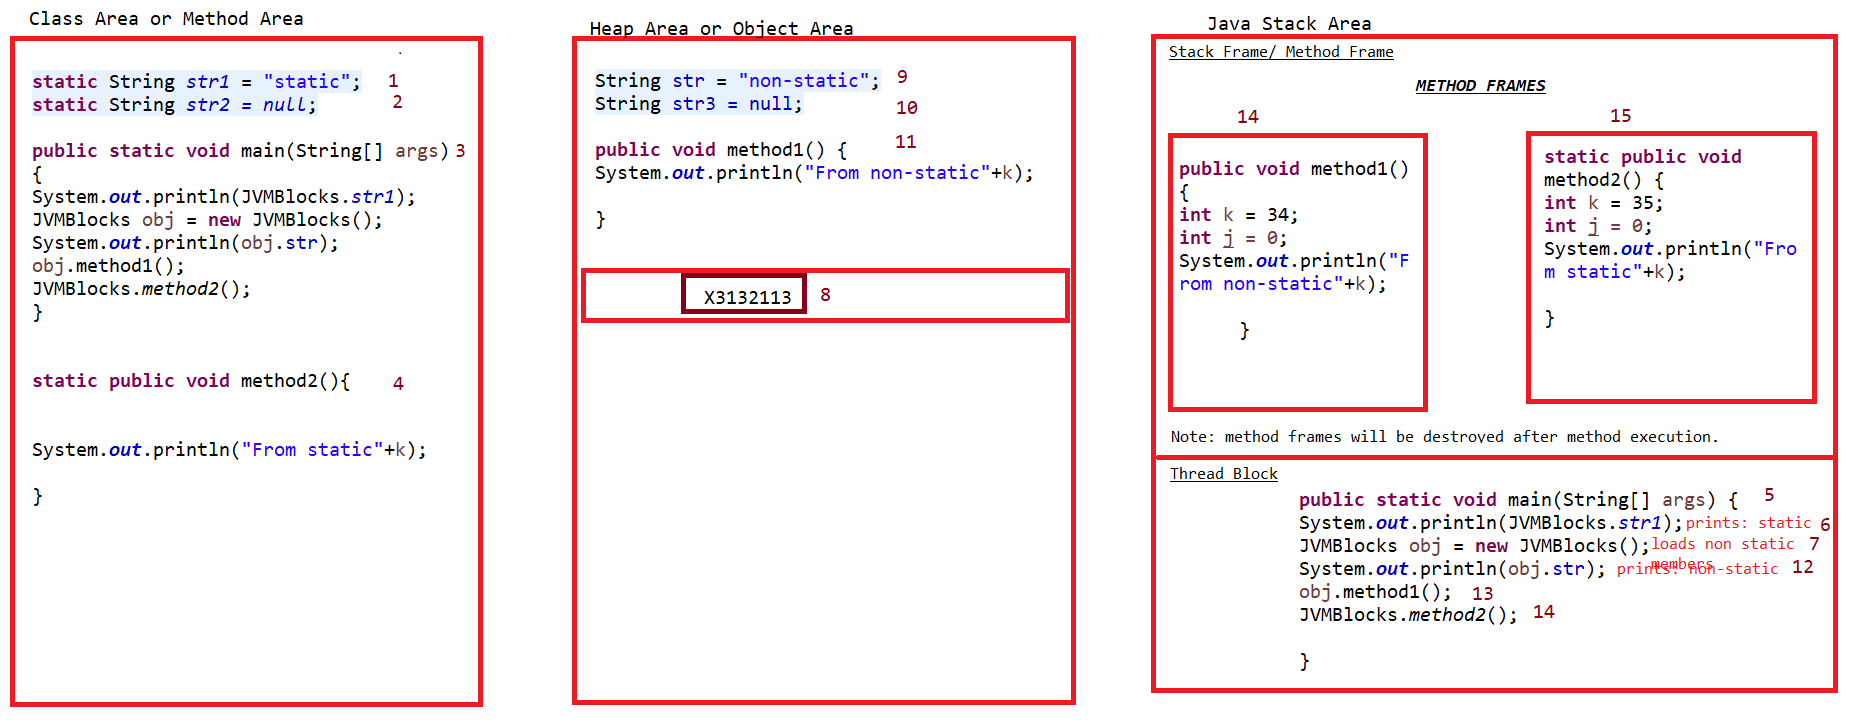 Class Area or Method Area
static String str1 = "static"; 1
static String str2 = null; 2
public static void main(String[] args) 3
{
System.out.println(JVMBlocks.str1);
JVMBlocks obj = new JVMBlocks();
System.out.println(obj.str);
obj.method1();
JVMBlocks.method2();
}
static public void method2(){ 4
System.out.println("From static"+k);
}
Heap Area or Object Area
String str = "non-static"; 9
String str3 = null; 10
public void method1() { 11
System.out.println("From non-static"+k);
}
X3132113 8
Java Stack Area
Stack Frame/ Method Frame
METHOD FRAMES
14
public void method1()
{
int k = 34;
int j = 0;
System.out.println("F
rom non-static"+k);
}
15
static public void
method2() {
int k = 35;
int j = 0;
System.out.println("Fro
m static"+k);
}
Note: method frames will be destroyed after method execution.
Thread Block
public static void main(String[] args) { 5
System.out.println(JVMBlocks.str1); prints: static 6
JVMBlocks obj = new JVMBlocks(); loads non static 7
members
System.out.println(obj.str); prints: non-static 12
obj.method1(); 13
JVMBlocks.method2(); 14
}